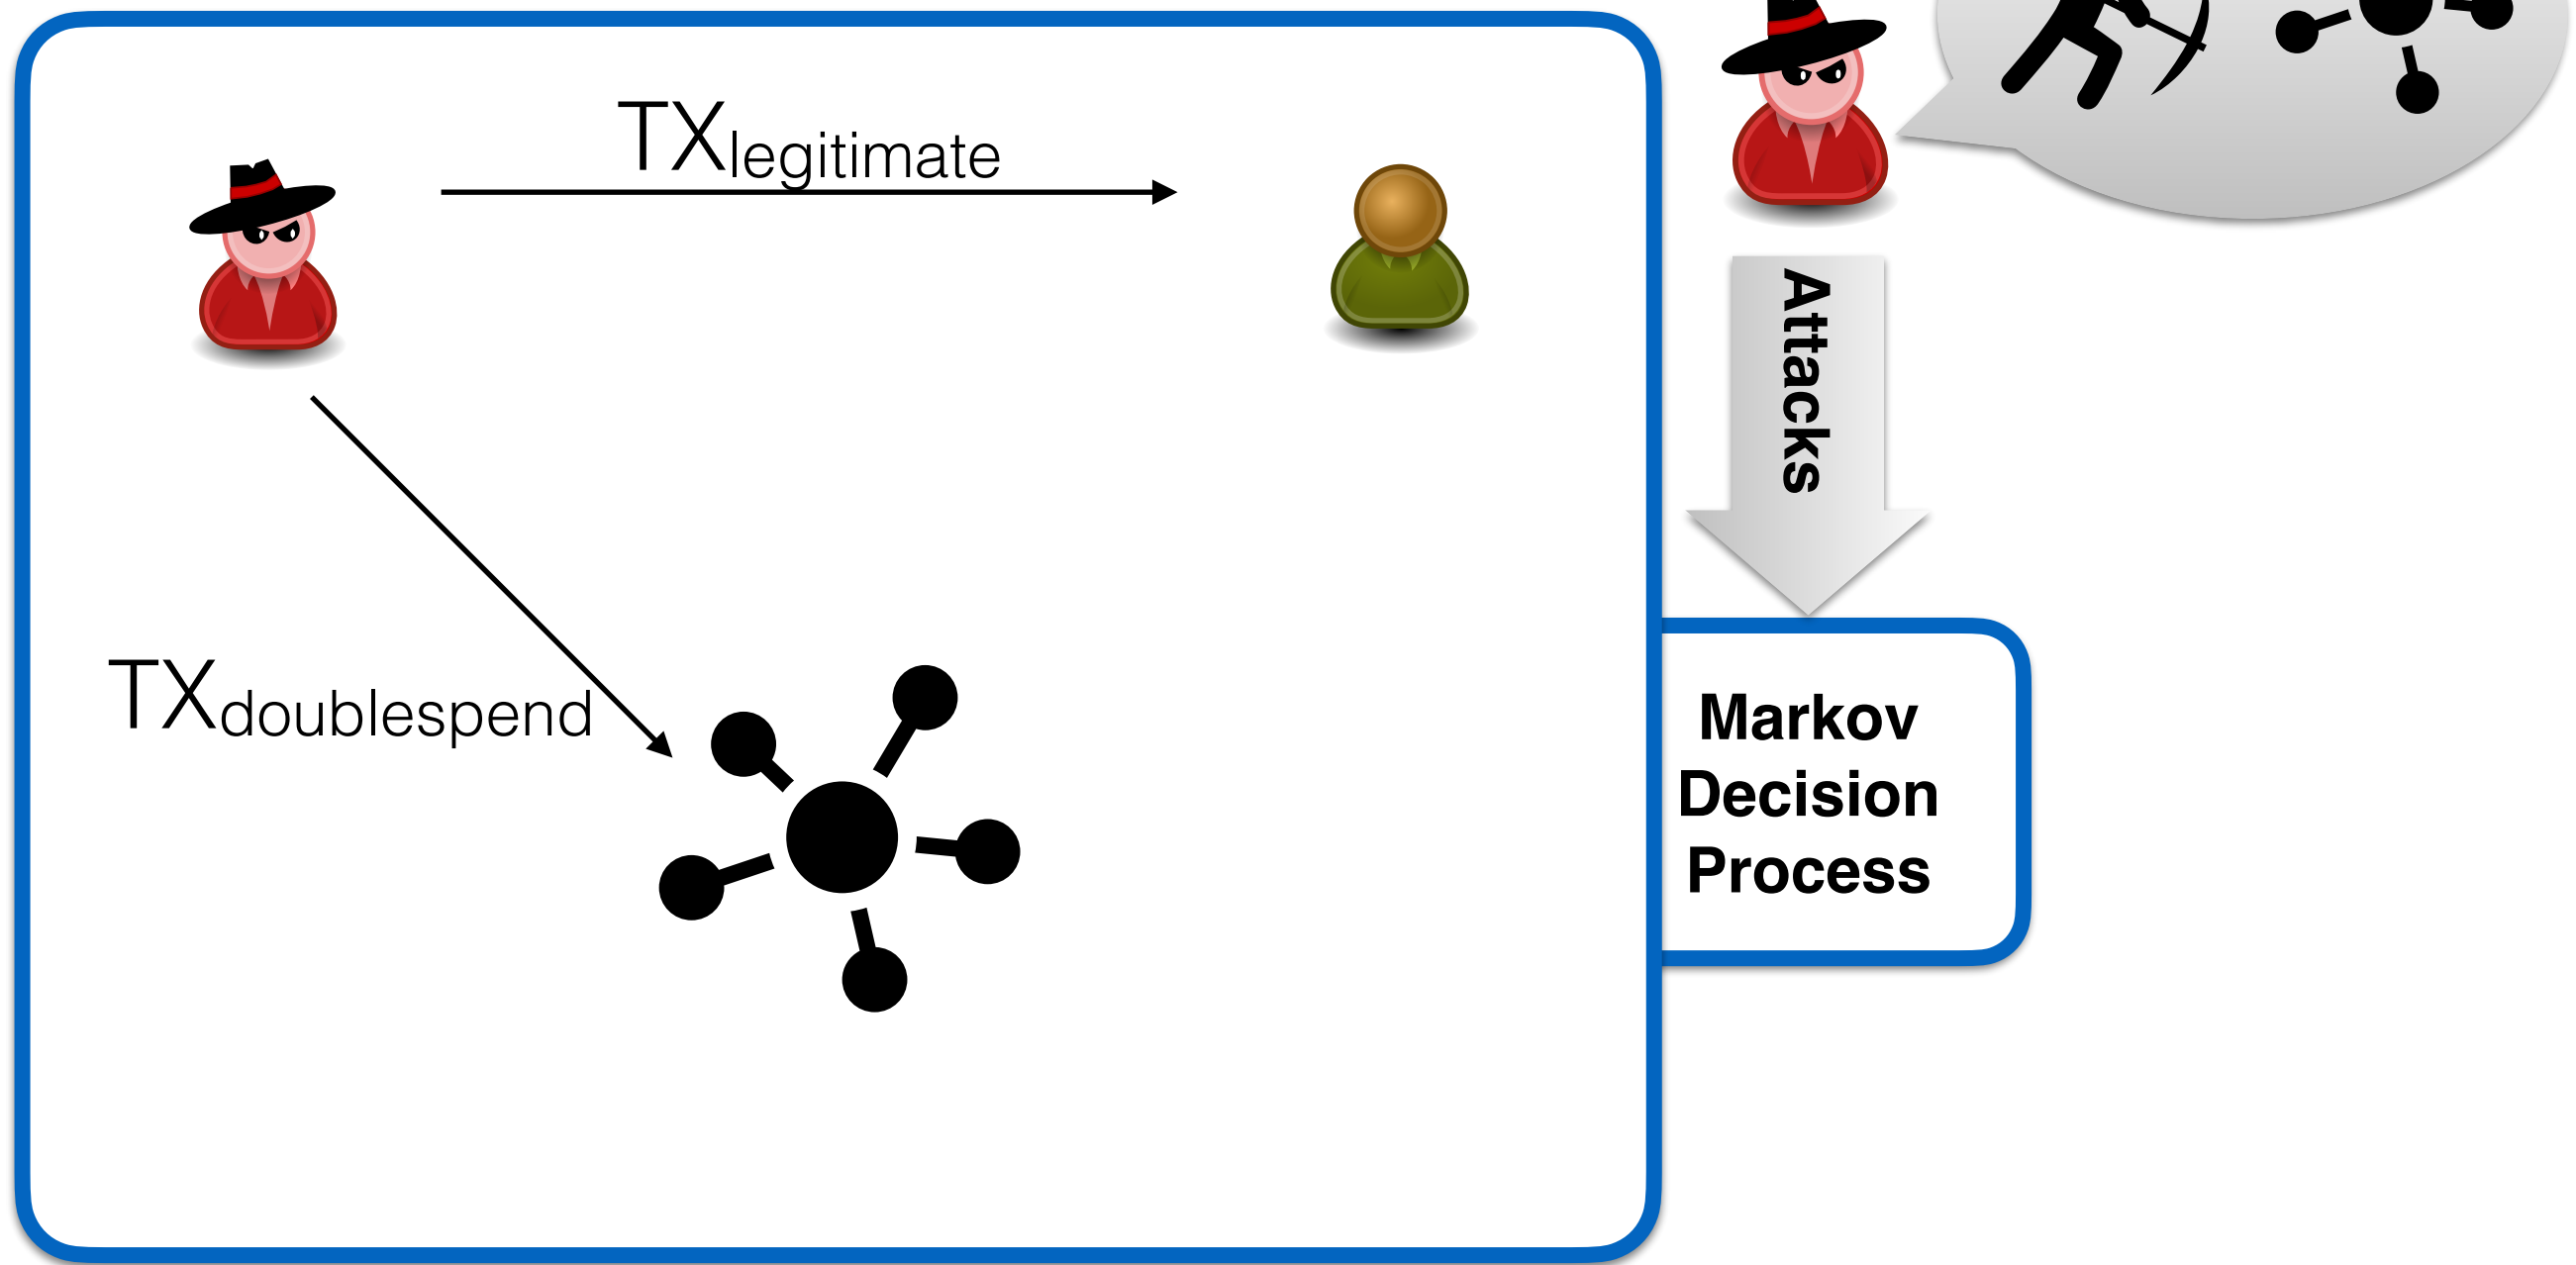 TXlegitimate
TXdoublespend
Attacks
Markov
Decision
Process